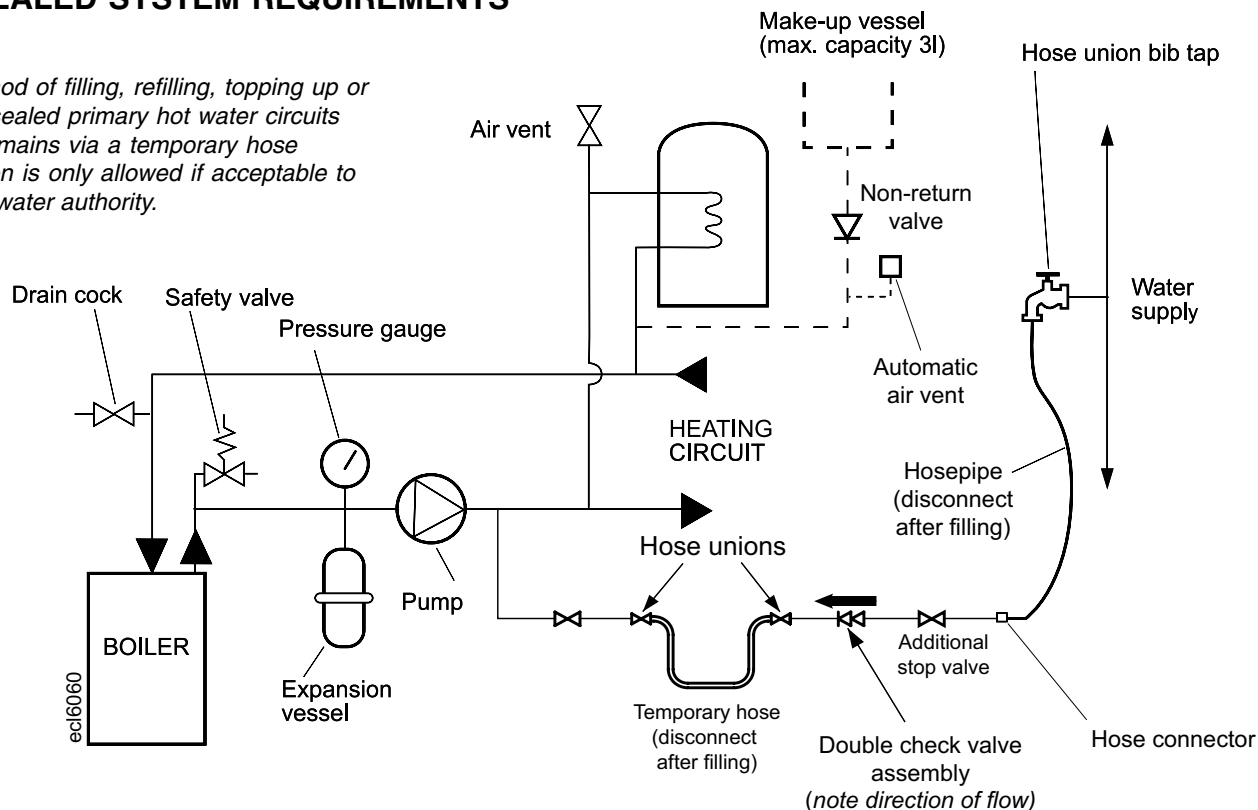 SYSTEM REQUIREMENTS
Make-up vessel
(max. capacity 3l)
Hose union bib tap
of filling, refilling, topping up or
sealed primary hot water circuits
mains via a temporary hose
is only allowed if acceptable to
water authority.
Air vent
Non-return
valve
Drain cock
Safety valve
Pressure gauge
Water
supply
Automatic
air vent
HEATING
CIRCUIT
Hosepipe
(disconnect
after filling)
Hose unions
Pump
BOILER
Additional
stop valve
Expansion
vessel
ecl6060
Temporary hose
(disconnect
after filling)
Double check valve
assembly
(note direction of flow)
Hose connector